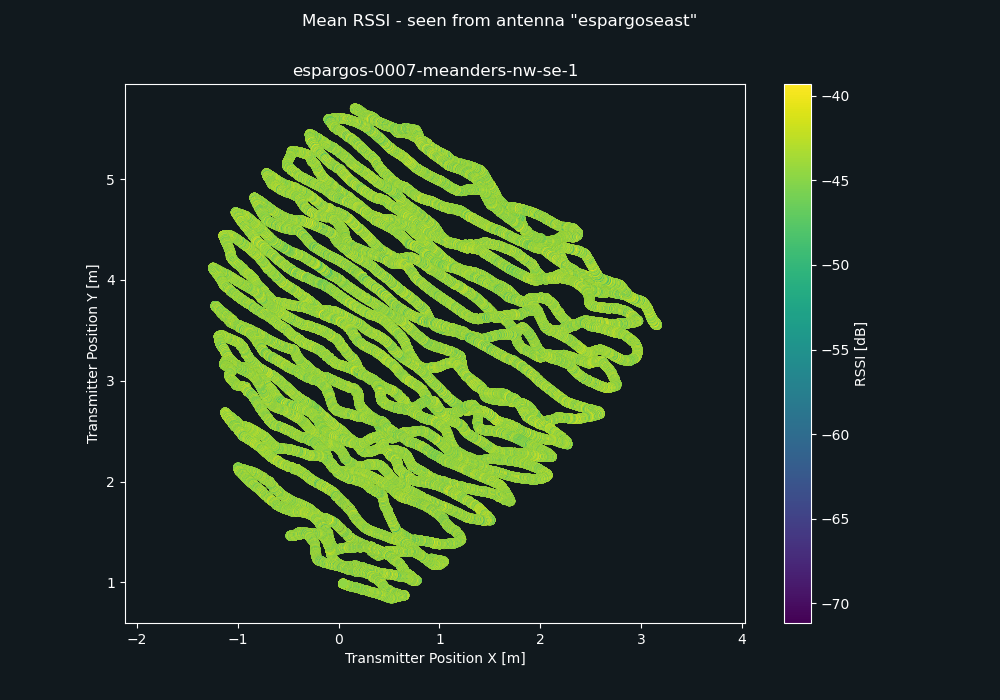 Mean RSSI - seen from antenna "espargoseast"
espargos-0007-meanders-nw-se-1
Transmitter Position Y [m]
5
4
3
2
1
−2 −1 0 1 2 3 4
Transmitter Position X [m]
−40
−45
−50
−55
−60
−65
−70
RSSI [dB]